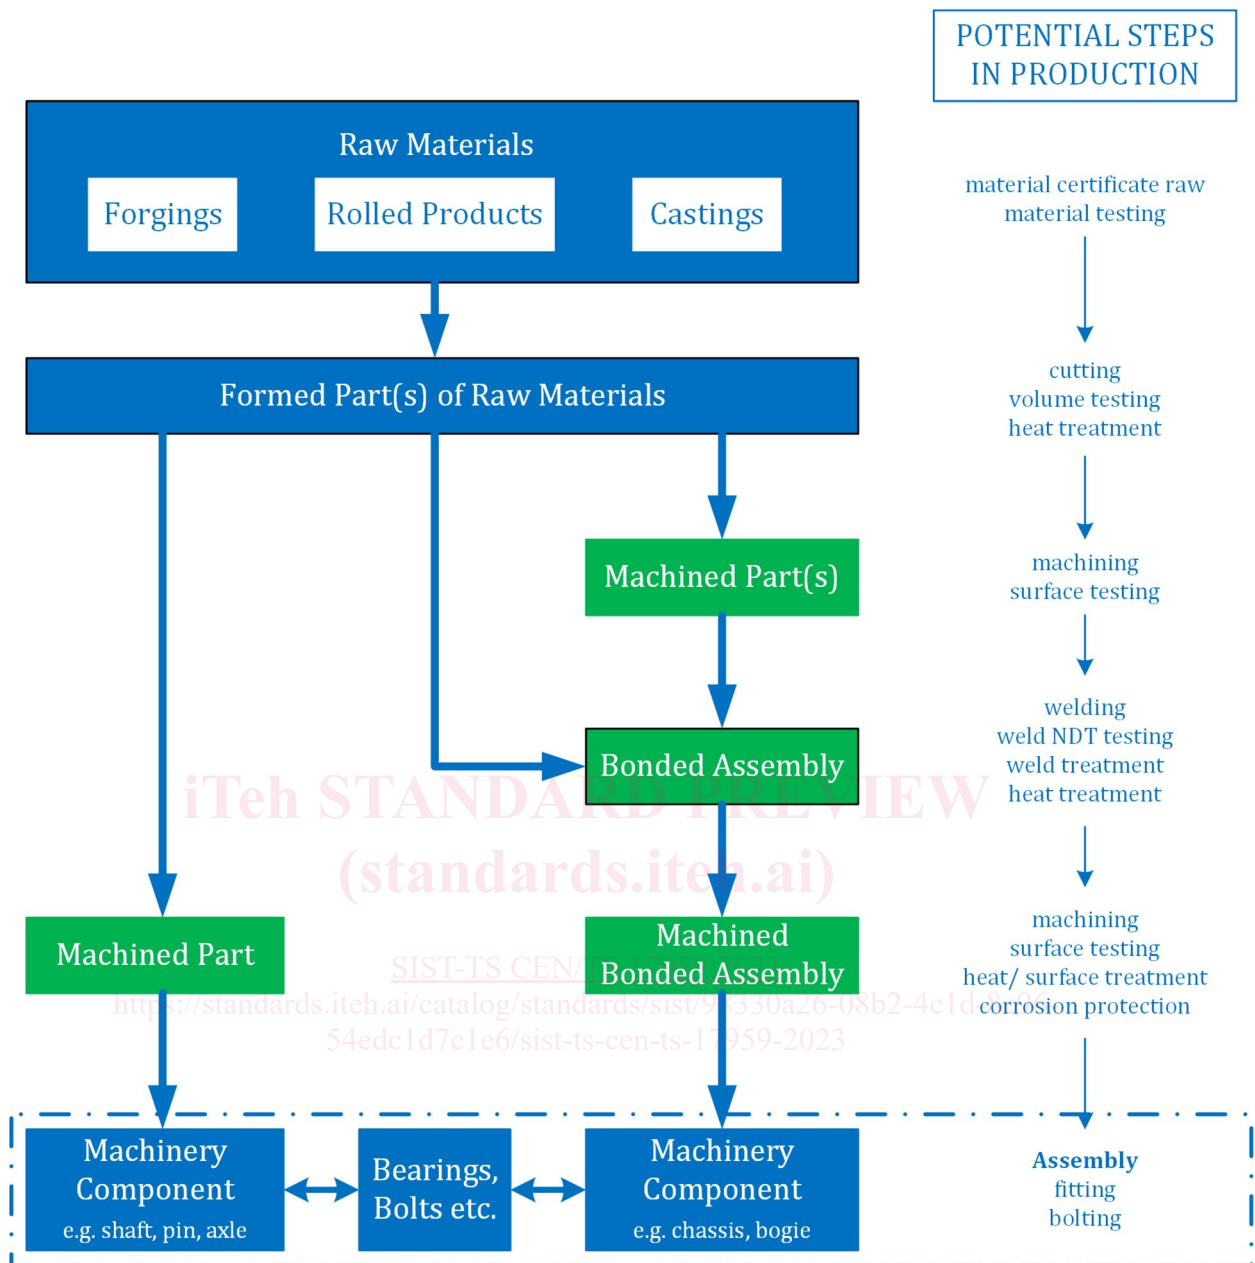 POTENTIAL STEPS
IN PRODUCTION
Raw Materials
Forgings
Rolled Products
Castings
material certificate raw
material testing
Formed Part(s) of Raw Materials
cutting
volume testing
heat treatment
Machined Part(s)
machining
surface testing
Bonded Assembly
welding
weld NDT testing
weld treatment
heat treatment
iTeh STANDARD PREVIEW
(standards.iteh.ai)
Machined Part
Machined
Bonded Assembly
machining
surface testing
heat/ surface treatment
corrosion protection
SIST-TS CEN/
https://standards.iteh.ai/catalog/standards/sist/
54edc1d7c1e6/sist-ts-cen-ts-17959-2023
Machinery
Component
e.g. shaft, pin, axle
Bearings,
Bolts etc.
Machinery
Component
e.g. chassis, bogie
Assembly
fitting
bolting